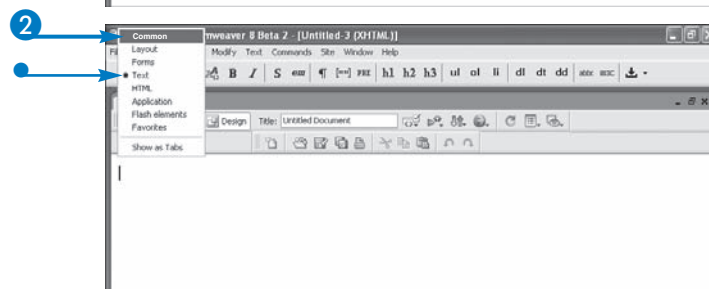 2
Common
mweaver 8 Beta 2 - [Untitled-3 (XHTML)]
Layout
Modify Text Commands Site Window Help
Forms
Text
B I S em ¶ [""] PRE h1 h2 h3 ul ol li dl dt dd
HTML
Application
Flash elements
Design Title: Untitled Document
Favorites
Show as Tabs